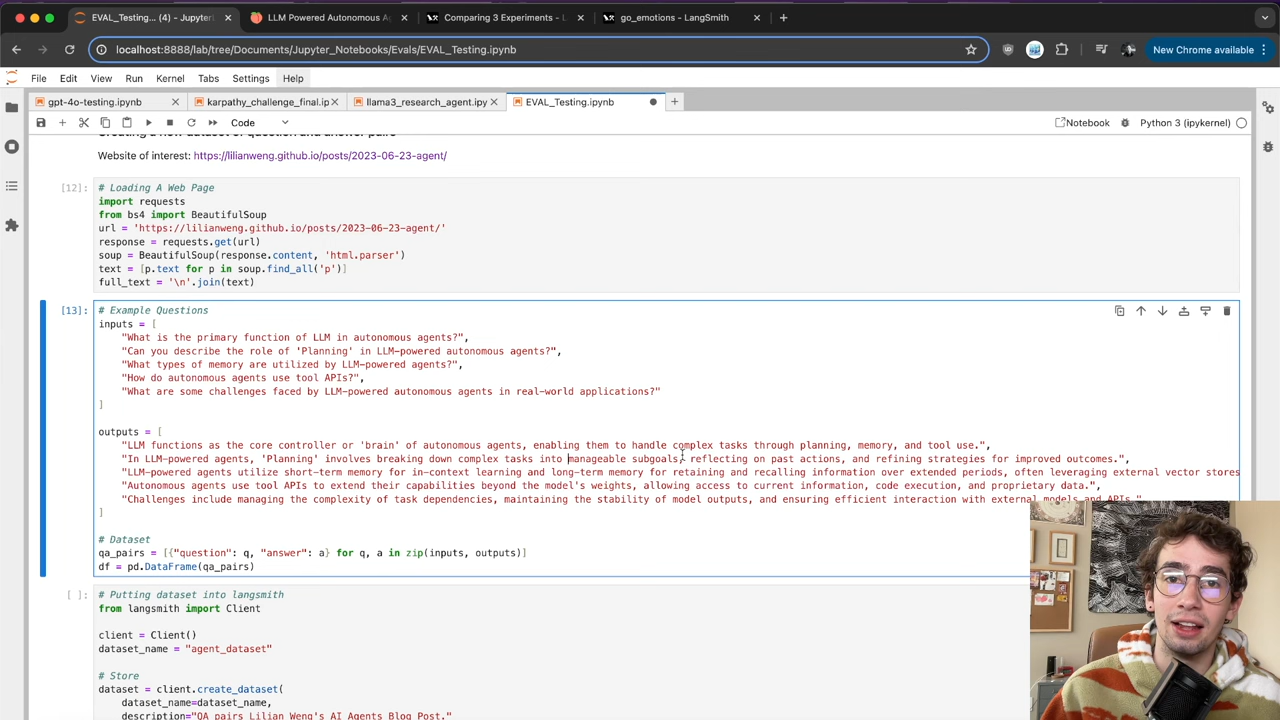 EVAL_Testing... (4) - Jupyter
LLM Powered Autonomous Ag
Comparing 3 Experiments - L
go_emotions - LangSmith
localhost:8888/lab/tree/Documents/Jupyter_Notebooks/Evals/EVAL_Testing.ipynb
New Chrome available
File Edit View Run Kernel Tabs Settings Help
gpt-4o-testing.ipynb
karpathy_challenge_final.ip
llama3_research_agent.ipy
EVAL_Testing.ipynb
Code
Notebook
Python 3 (ipykernel)
Creating a new dataset of question and answer pairs
Website of interest: https://lilianweng.github.io/posts/2023-06-23-agent/
[12]:
# Loading A Web Page
import requests
from bs4 import BeautifulSoup
url = 'https://lilianweng.github.io/posts/2023-06-23-agent/'
response = requests.get(url)
soup = BeautifulSoup(response.content, 'html.parser')
text = [p.text for p in soup.find_all('p')]
full_text = '\n'.join(text)
[13]:
# Example Questions
inputs = [
"What is the primary function of LLM in autonomous agents?",
"Can you describe the role of 'Planning' in LLM-powered autonomous agents?",
"What types of memory are utilized by LLM-powered agents?",
"How do autonomous agents use tool APIs?",
"What are some challenges faced by LLM-powered autonomous agents in real-world applications?"
]
outputs = [
"LLM functions as the core controller or 'brain' of autonomous agents, enabling them to handle complex tasks through planning, memory, and tool use.",
"In LLM-powered agents, 'Planning' involves breaking down complex tasks into manageable subgoals, reflecting on past actions, and refining strategies for improved outcomes.",
"LLM-powered agents utilize short-term memory for in-context learning and long-term memory for retaining and recalling information over extended periods, often leveraging external vector stores
"Autonomous agents use tool APIs to extend their capabilities beyond the model's weights, allowing access to current information, code execution, and proprietary data.",
"Challenges include managing the complexity of task dependencies, maintaining the stability of model outputs, and ensuring efficient interaction with external models and APIs."
]
# Dataset
qa_pairs = [{"question": q, "answer": a} for q, a in zip(inputs, outputs)]
df = pd.DataFrame(qa_pairs)
[ ]:
# Putting dataset into langsmith
from langsmith import Client
client = Client()
dataset_name = "agent_dataset"
# Store
dataset = client.create_dataset(
dataset_name=dataset_name,
description="QA pairs Lilian Weng's AI Agents Blog Post."